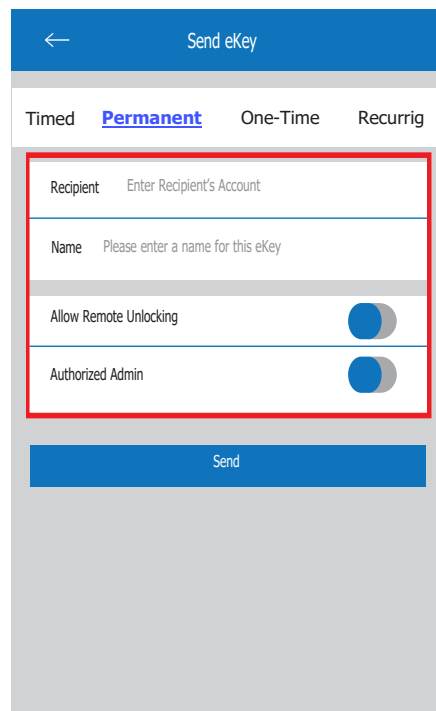 Send eKey
Timed Permanent One-Time Recurrig
Recipient Enter Recipient's Account
Name Please enter a name for this eKey
Allow Remote Unlocking
Authorized Admin
Send